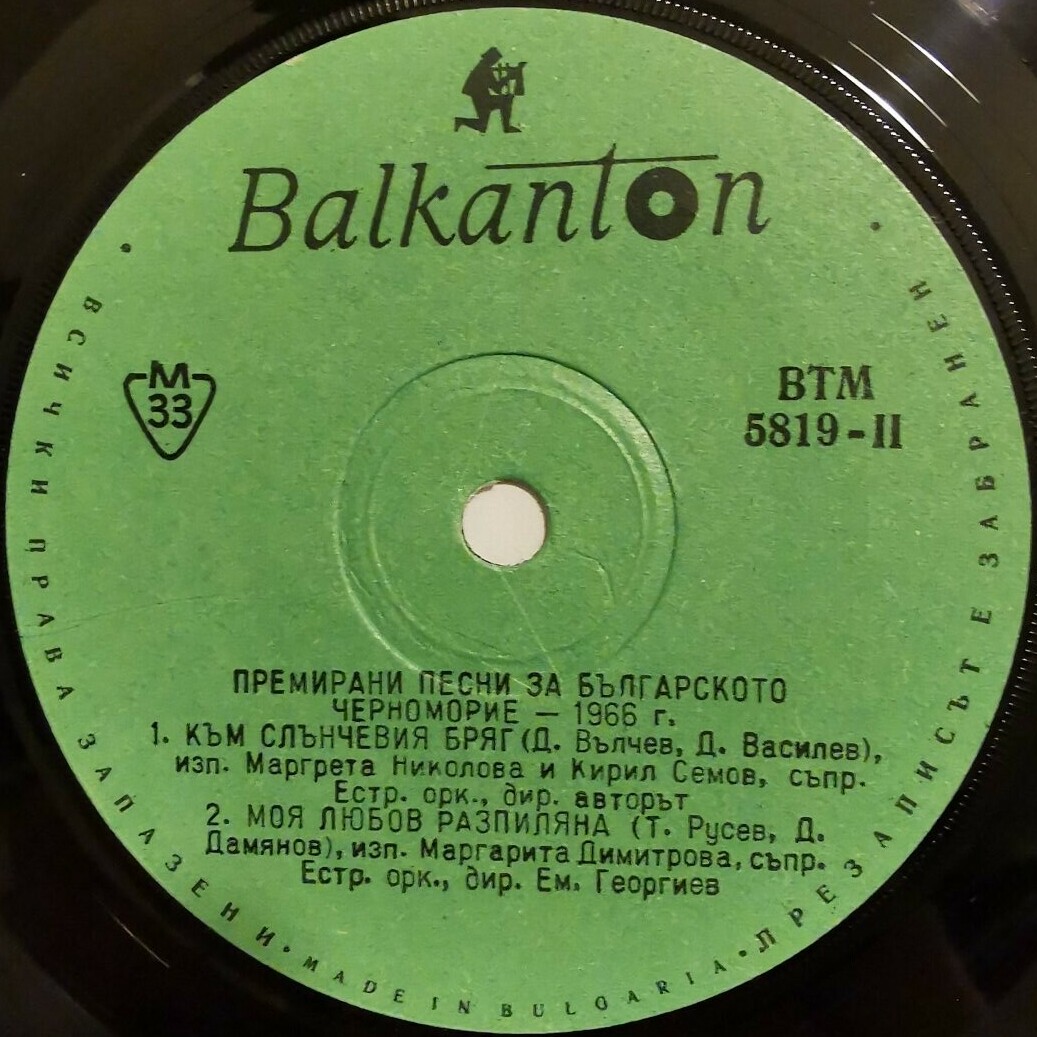 Balkanton
М
33
ВТМ
5819-II
ПРЕМИРАНИ ПЕСНИ ЗА БЪЛГАРСКОТО
ЧЕРНОМОРИЕ — 1966 г.
1. КЪМ СЛЪНЧЕВИЯ БРЯГ (Д. Вълчев, Д. Василев),
изп. Маргрета Николова и Кирил Семов, съпр.
Естр. орк., дир. авторът
2. МОЯ ЛЮБОВ РАЗПИЛЯНА (Т. Русев, Д.
Дамянов), изп. Маргарита Димитрова, съпр.
Естр. орк., дир. Ем. Георгиев
• ВСИЧКИ ПРАВА ЗАПАЗЕНИ • MADE IN BULGARIA • ПРЕЗАПИСЪТ Е ЗАБРАНЕН •